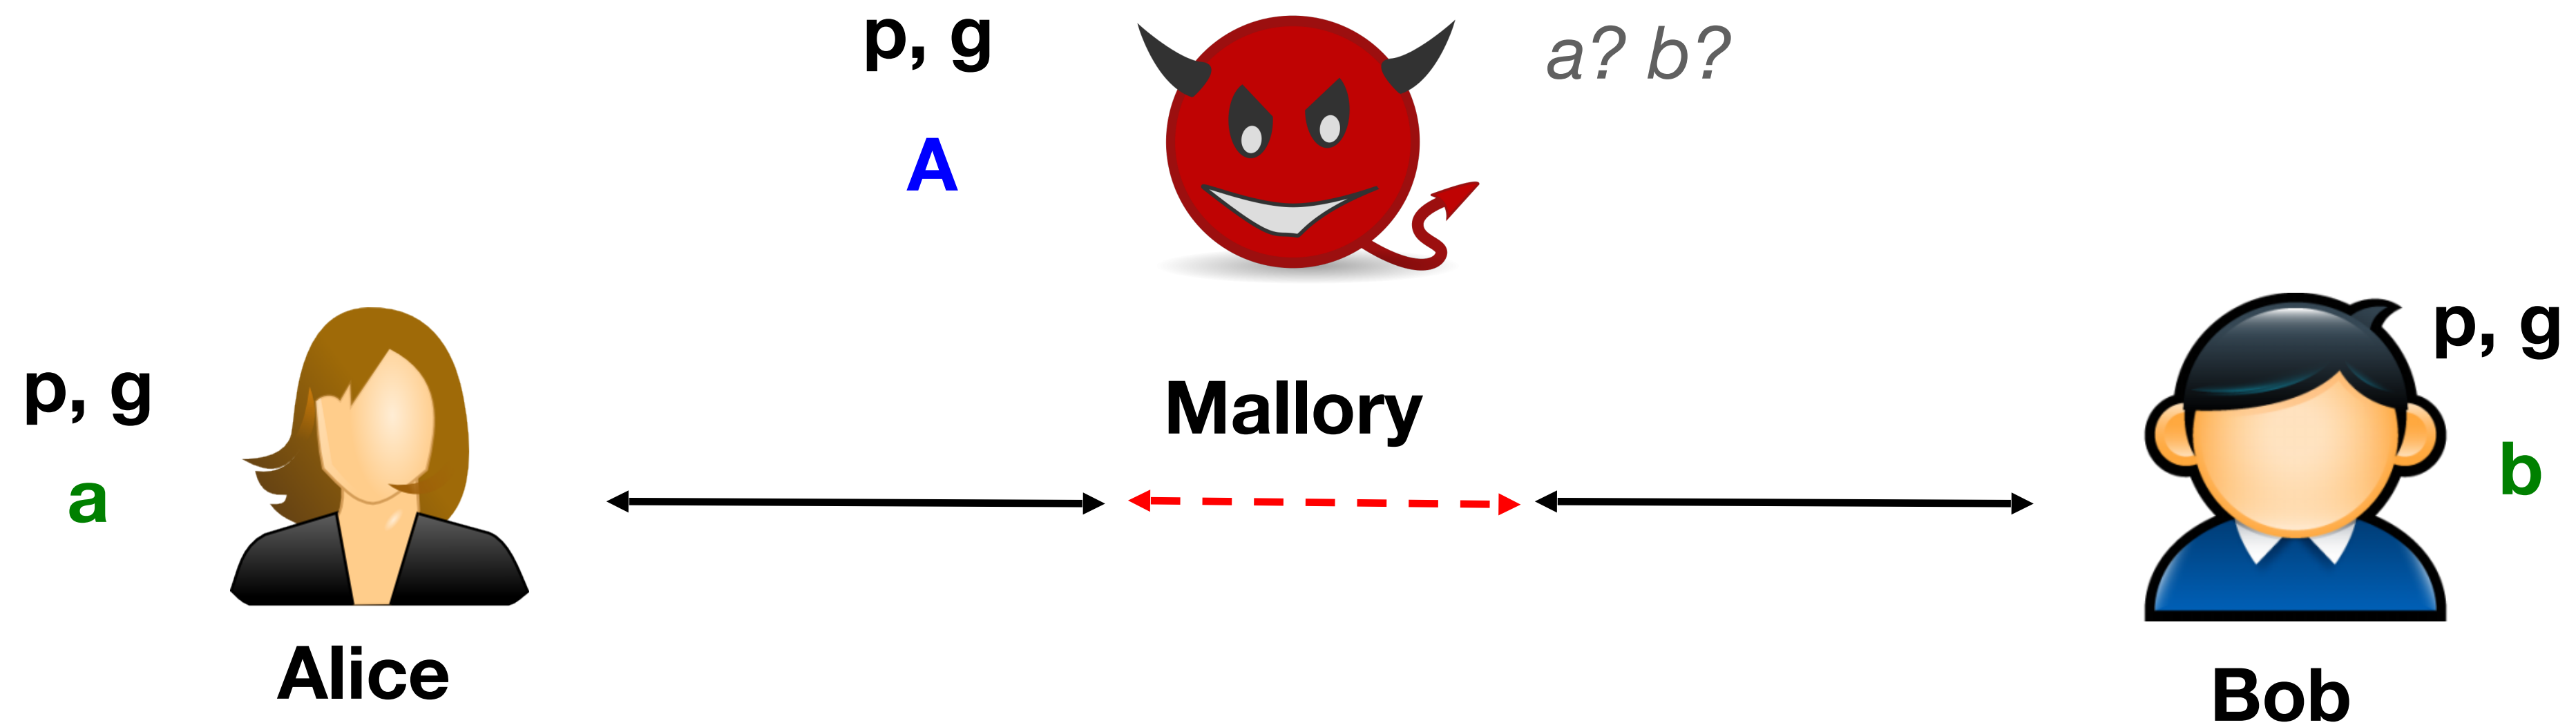 p, g
a? b?
A
Mallory
p, g
a
Alice
p, g
b
Bob